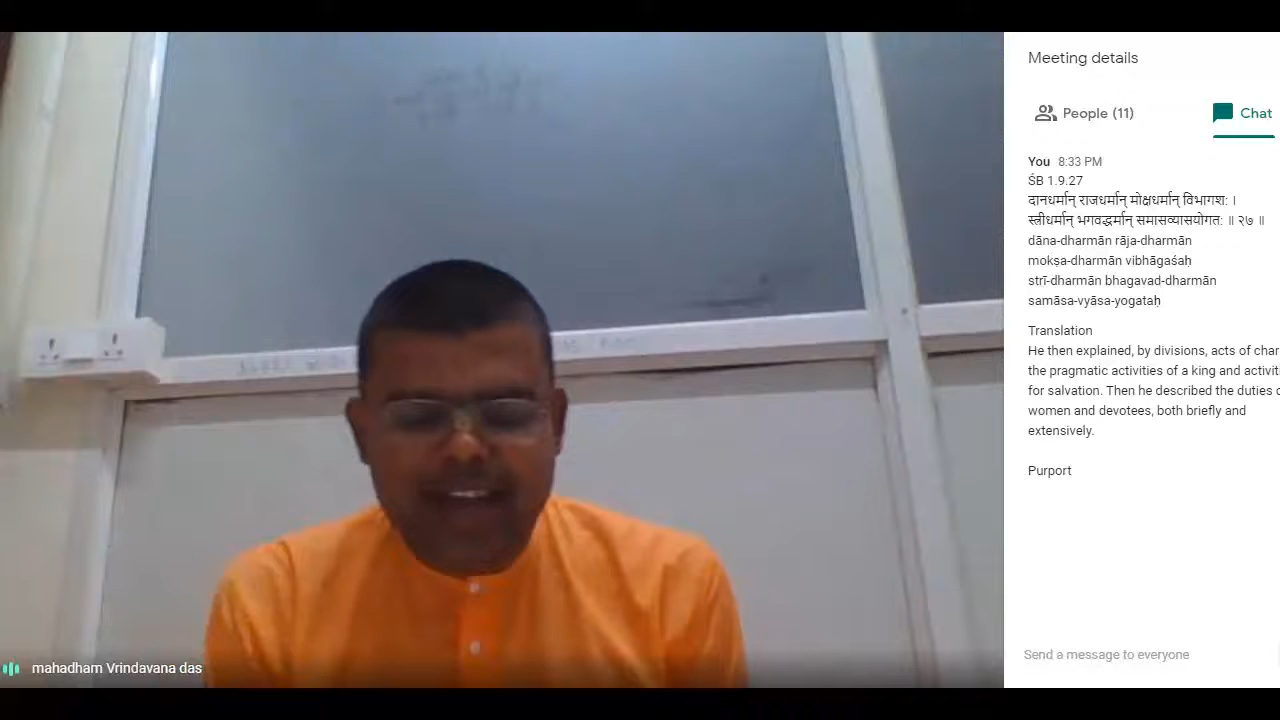 Meeting details
People (11)
Chat
You 8:33 PM
ŚB 1.9.27
दानधर्मान् राजधर्मान् मोक्षधर्मान् विभागश: ।
स्त्रीधर्मान् भगवद्धर्मान् समासव्यासयोगत: ॥ २७ ॥
dāna-dharmān rāja-dharmān
mokṣa-dharmān vibhāgaśaḥ
strī-dharmān bhagavad-dharmān
samāsa-vyāsa-yogataḥ
Translation
He then explained, by divisions, acts of
the pragmatic activities of a king and
for salvation. Then he described the duties
women and devotees, both briefly and
extensively.
Purport
Send a message to everyone
mahadham Vrindavana das